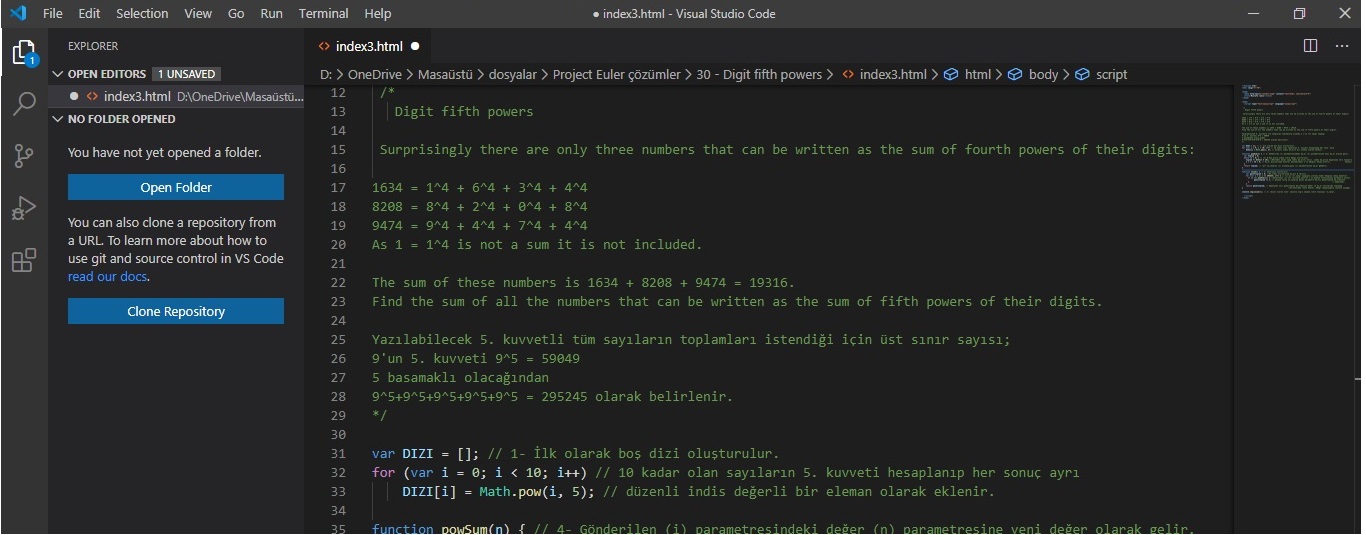 File Edit Selection View Go Run Terminal Help
● index3.html - Visual Studio Code
EXPLORER
OPEN EDITORS 1 UNSAVED
● <> index3.html D:\OneDrive\Masaüstü...
NO FOLDER OPENED
You have not yet opened a folder.
Open Folder
You can also clone a repository from
a URL. To learn more about how to
use git and source control in VS Code
read our docs.
Clone Repository
1
<> index3.html ●
D: > OneDrive > Masaüstü > dosyalar > Project Euler çözümler > 30 - Digit fifth powers > <> index3.html > html > body > script
12 /*
13 Digit fifth powers
14
15 Surprisingly there are only three numbers that can be written as the sum of fourth powers of their digits:
16
17 1634 = 1^4 + 6^4 + 3^4 + 4^4
18 8208 = 8^4 + 2^4 + 0^4 + 8^4
19 9474 = 9^4 + 4^4 + 7^4 + 4^4
20 As 1 = 1^4 is not a sum it is not included.
21
22 The sum of these numbers is 1634 + 8208 + 9474 = 19316.
23 Find the sum of all the numbers that can be written as the sum of fifth powers of their digits.
24
25 Yazılabilecek 5. kuvvetli tüm sayıların toplamları istendiği için üst sınır sayısı;
26 9'un 5. kuvveti 9^5 = 59049
27 5 basamaklı olacağından
28 9^5+9^5+9^5+9^5+9^5 = 295245 olarak belirlenir.
29 */
30
31 var DIZI = []; // 1- İlk olarak boş dizi oluşturulur.
32 for (var i = 0; i < 10; i++) // 10 kadar olan sayıların 5. kuvveti hesaplanıp her sonuç ayrı
33 DIZI[i] = Math.pow(i, 5); // düzenli indis değerli bir eleman olarak eklenir.
34
35 function powSum(n) { // 4- Gönderilen (i) parametresindeki değer (n) parametresine yeni değer olarak gelir.